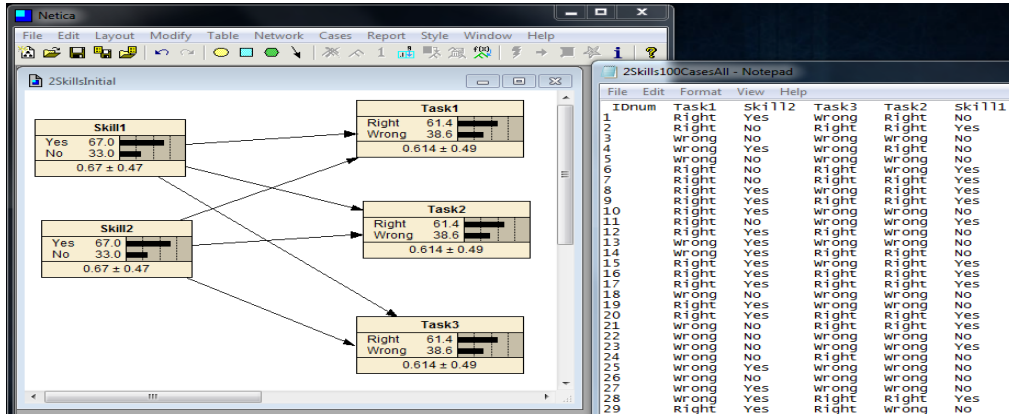 Netica
File Edit Layout Modify Table Network Cases Report Style Window Help
2SkillsInitial
Skill1
Yes 67.0
No 33.0
0.67 ± 0.47
Skill2
Yes 67.0
No 33.0
0.67 ± 0.47
Task1
Right 61.4
Wrong 38.6
0.614 ± 0.49
Task2
Right 61.4
Wrong 38.6
0.614 ± 0.49
Task3
Right 61.4
Wrong 38.6
0.614 ± 0.49
2Skills100CasesAll - Notepad
File Edit Format View Help
IDnum Task1 Skill2 Task3 Task2 Skill1
1 Right Yes Wrong Right No
2 Right No Right Right Yes
3 Wrong No Wrong Wrong No
4 Wrong Yes Wrong Right No
5 Wrong No Wrong Wrong No
6 Right No Right Wrong Yes
7 Right No Right Right Yes
8 Right Yes Wrong Right Yes
9 Right Yes Right Right Yes
10 Right Yes Wrong Wrong No
11 Right No Wrong Wrong Yes
12 Right Yes Right Wrong No
13 Wrong Yes Wrong Wrong No
14 Wrong Yes Right Right No
15 Right Yes Wrong Right Yes
16 Right Yes Right Right Yes
17 Right Yes Right Right Yes
18 Wrong No Wrong Wrong No
19 Right Yes Wrong Wrong Yes
20 Right Yes Right Right Yes
21 Wrong No Right Right Yes
22 Wrong No Wrong Wrong No
23 Wrong No Wrong Wrong Yes
24 Wrong No Right Wrong No
25 Wrong Yes Wrong Wrong No
26 Wrong No Wrong Wrong No
27 Wrong Yes Wrong Wrong No
28 Wrong Yes Right Right Yes
29 Right Yes Right Wrong No